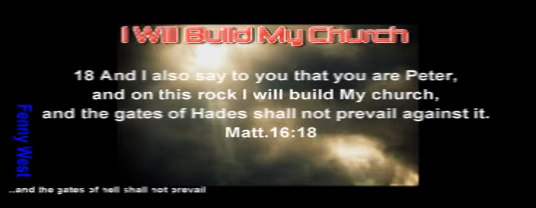 I Will Build My Church
18 And I also say to you that you are Peter,
and on this rock I will build My church,
and the gates of Hades shall not prevail against it.
Matt.16:18
Fenny West
..and the gates of hell shall not prevail